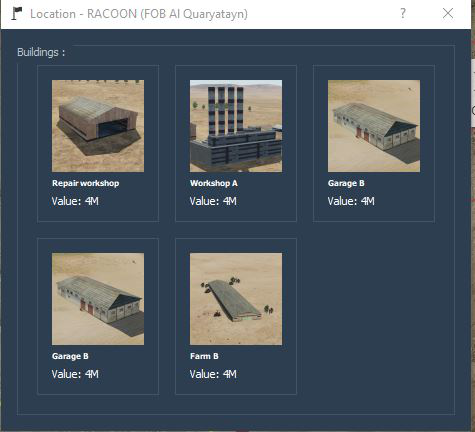 Location - RACOON (FOB Al Quaryatayn)
?
Buildings :
Repair workshop
Value: 4M
Workshop A
Value: 4M
Garage B
Value: 4M
Garage B
Value: 4M
Farm B
Value: 4M